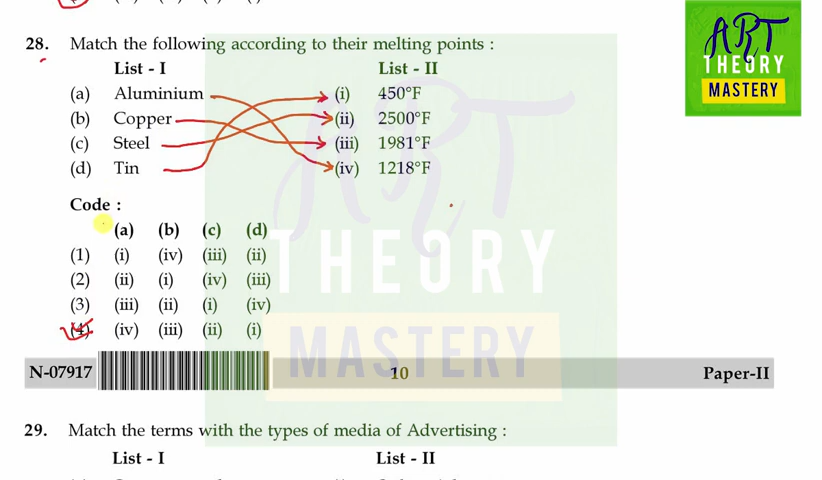 28. Match the following according to their melting points :
List - I List - II
(a) Aluminium (i) 450°F
(b) Copper (ii) 2500°F
(c) Steel (iii) 1981°F
(d) Tin (iv) 1218°F
Code :
(a) (b) (c) (d)
(1) (i) (iv) (iii) (ii)
(2) (ii) (i) (iv) (iii)
(3) (iii) (ii) (i) (iv)
(4) (iv) (iii) (ii) (i)
N-07917 10 Paper-II
29. Match the terms with the types of media of Advertising :
List - I List - II
ART
THEORY
MASTERY
ART
THEORY
MASTERY